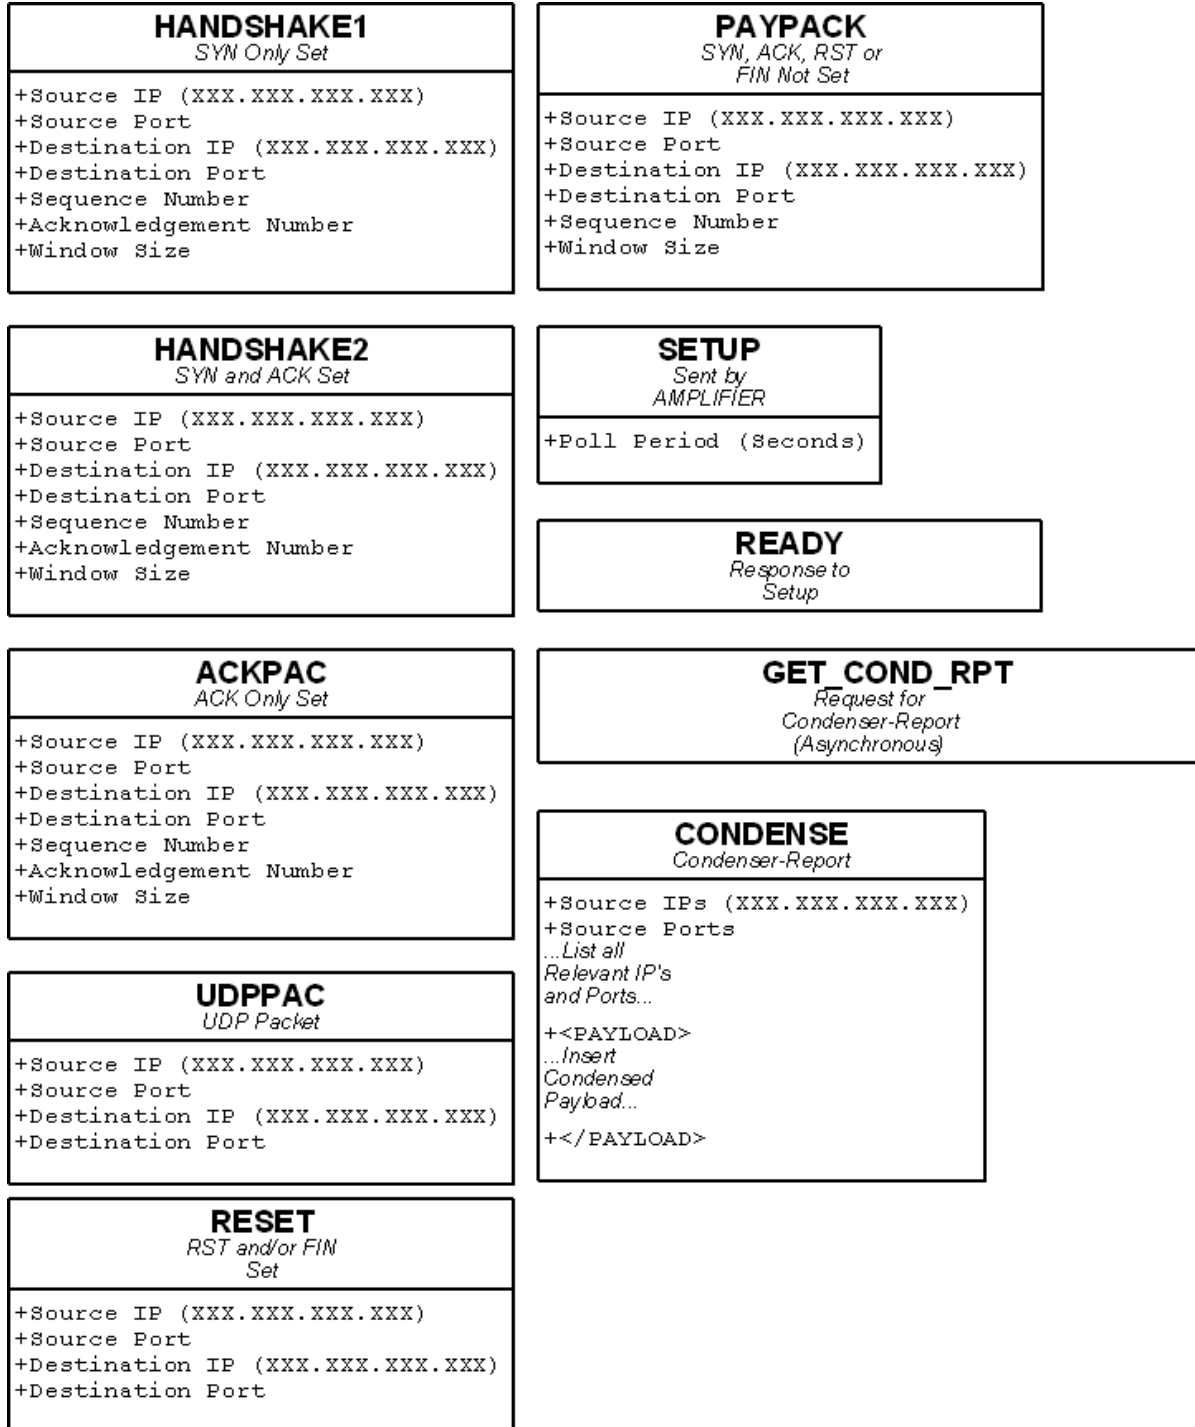 HANDSHAKE1
SYN Only Set
+Source IP (XXX.XXX.XXX.XXX)
+Source Port
+Destination IP (XXX.XXX.XXX.XXX)
+Destination Port
+Sequence Number
+Acknowledgement Number
+Window Size
HANDSHAKE2
SYN and ACK Set
+Source IP (XXX.XXX.XXX.XXX)
+Source Port
+Destination IP (XXX.XXX.XXX.XXX)
+Destination Port
+Sequence Number
+Acknowledgement Number
+Window Size
ACKPAC
ACK Only Set
+Source IP (XXX.XXX.XXX.XXX)
+Source Port
+Destination IP (XXX.XXX.XXX.XXX)
+Destination Port
+Sequence Number
+Acknowledgement Number
+Window Size
UDPPAC
UDP Packet
+Source IP (XXX.XXX.XXX.XXX)
+Source Port
+Destination IP (XXX.XXX.XXX.XXX)
+Destination Port
RESET
RST and/or FIN
Set
+Source IP (XXX.XXX.XXX.XXX)
+Source Port
+Destination IP (XXX.XXX.XXX.XXX)
+Destination Port
PAYPACK
SYN, ACK, RST or
FIN Not Set
+Source IP (XXX.XXX.XXX.XXX)
+Source Port
+Destination IP (XXX.XXX.XXX.XXX)
+Destination Port
+Sequence Number
+Window Size
SETUP
Sent by
AMPLIFIER
+Poll Period (Seconds)
READY
Response to
Setup
GET_COND_RPT
Request for
Condenser-Report
(Asynchronous)
CONDENSE
Condenser-Report
+Source IPs (XXX.XXX.XXX.XXX)
+Source Ports
...List all
Relevant IP's
and Ports...
+<PAYLOAD>
...Insert
Condensed
Payload...
+</PAYLOAD>